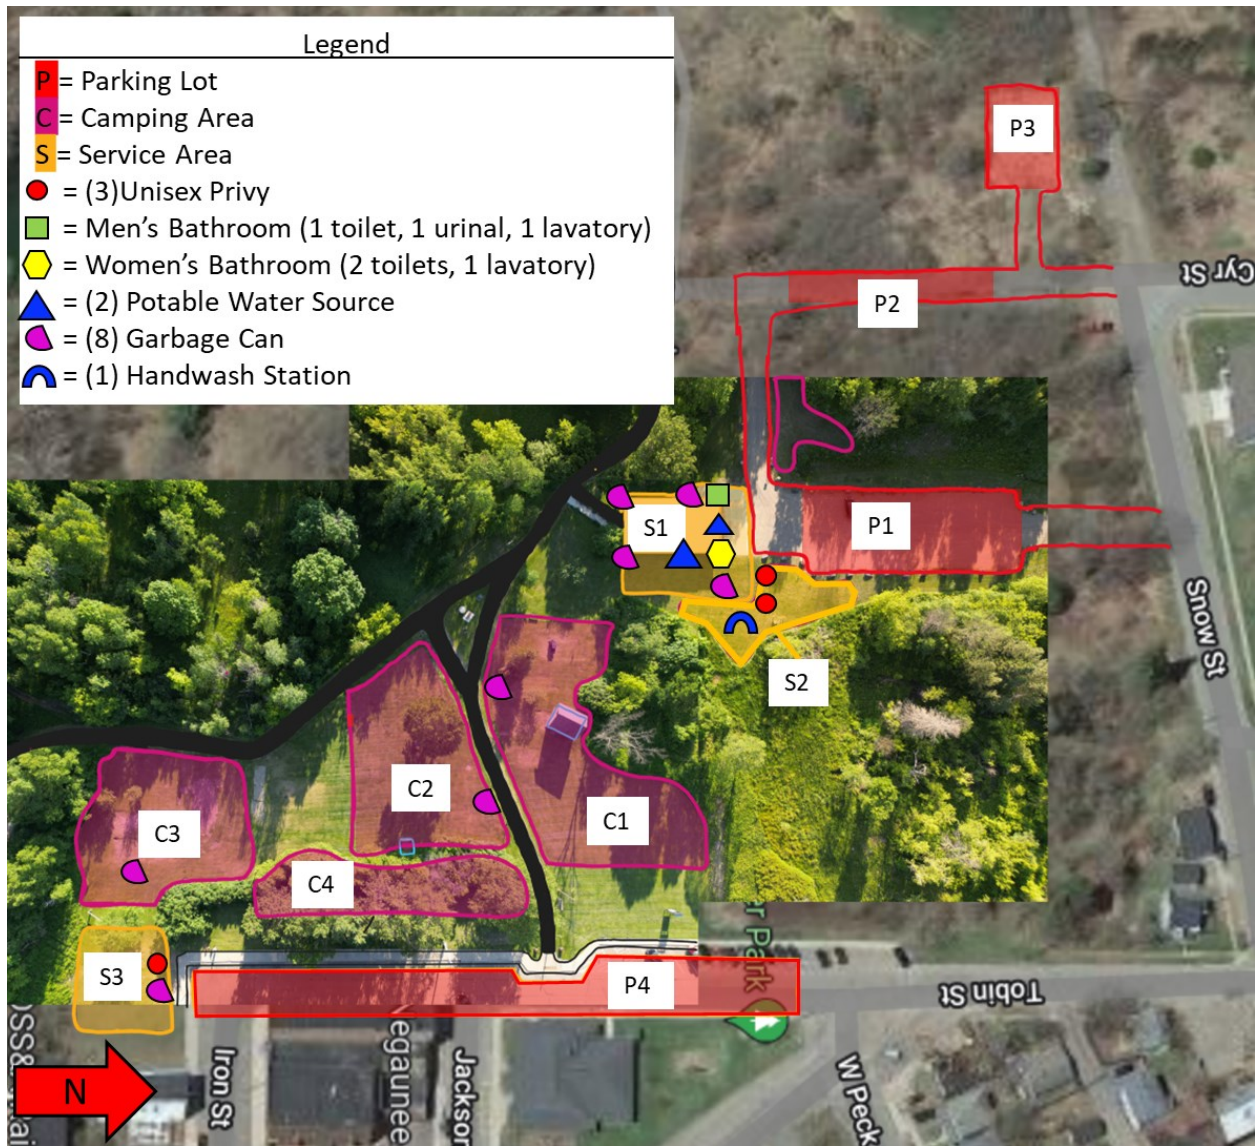 Legend
P = Parking Lot
C = Camping Area
S = Service Area
= (3)Unisex Privy
= Men's Bathroom (1 toilet, 1 urinal, 1 lavatory)
= Women's Bathroom (2 toilets, 1 lavatory)
= (2) Potable Water Source
= (8) Garbage Can
= (1) Handwash Station
P3
Cyr St
P2
S1
P1
Snow St
S2
C2
C1
C3
C4
Park
S3
P4
Tobin St
N
Iron St
Negaunee
Jackson
W Peck